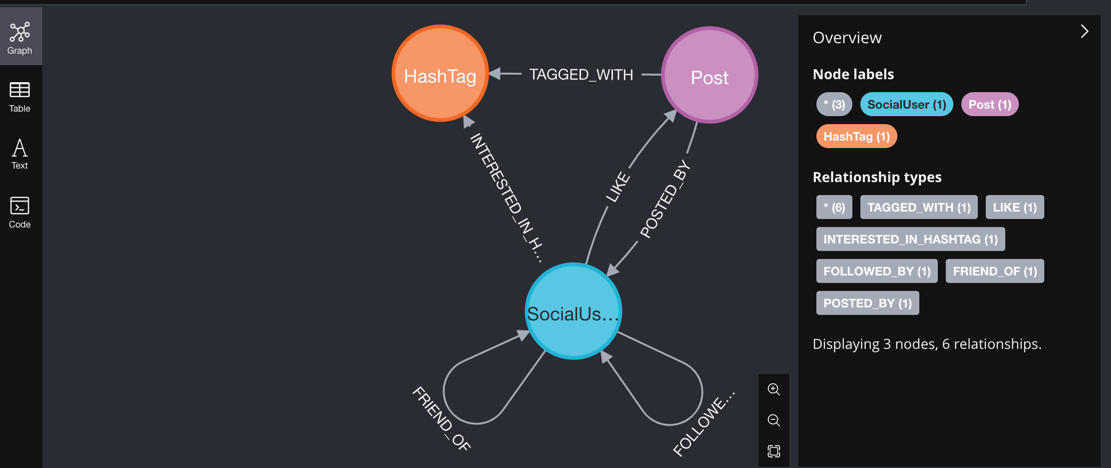 Graph
Table
Text
Code
HashTag
TAGGED_WITH
Post
INTERESTED_IN_H...
LIKE
POSTED_BY
SocialUs...
FRIEND_OF
FOLLOWE...
Overview
Node labels
* (3) SocialUser (1) Post (1)
HashTag (1)
Relationship types
* (6) TAGGED_WITH (1) LIKE (1)
INTERESTED_IN_HASHTAG (1)
FOLLOWED_BY (1) FRIEND_OF (1)
POSTED_BY (1)
Displaying 3 nodes, 6 relationships.